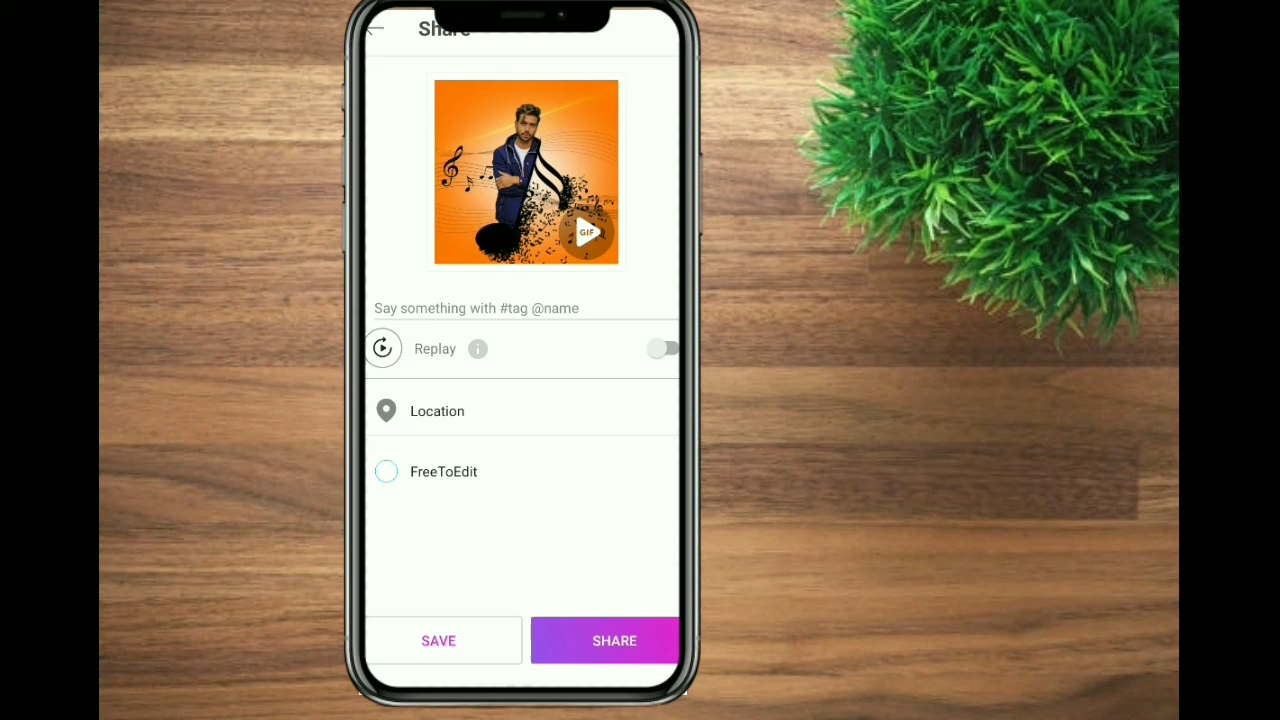 Share
GIF
Say something with #tag @name
Replay
Location
FreeToEdit
SAVE
SHARE